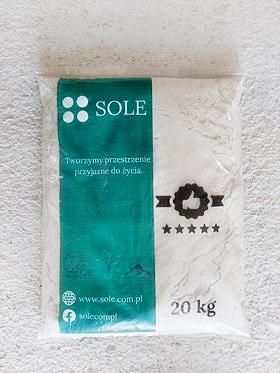 SOLE
Tworzymy przestrzenie
przyjazne do życia.
www.sole.com.pl
solecompl
20 kg